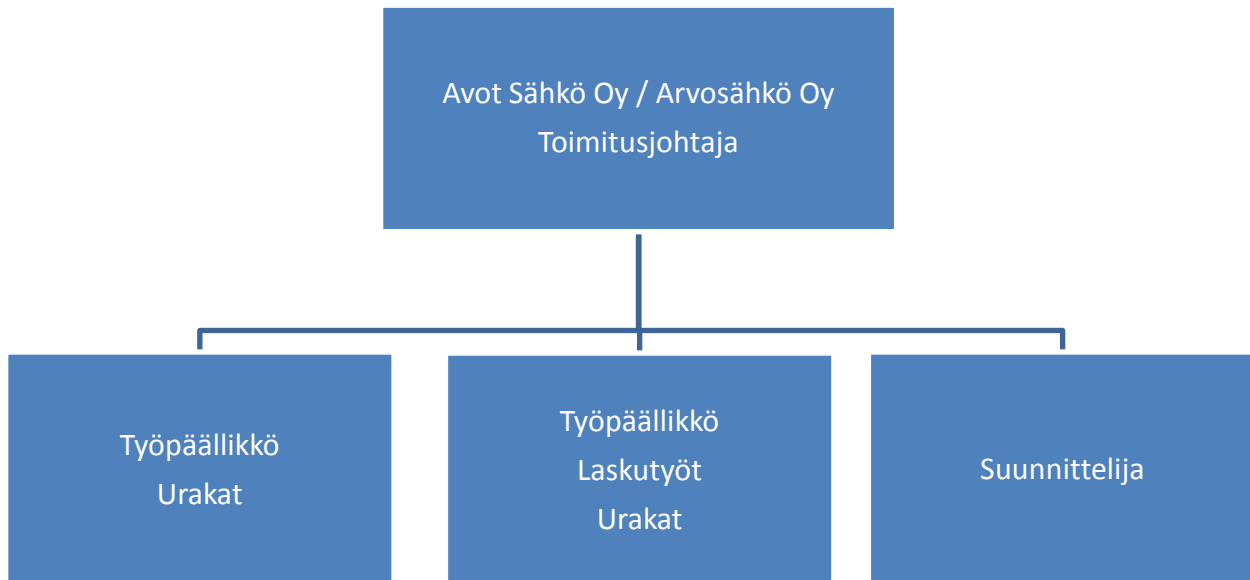 Avot Sähkö Oy / Arvosähkö Oy
Toimitusjohtaja
Työpäällikkö
Urakat
Työpäällikkö
Laskutyöt
Urakat
Suunnittelija